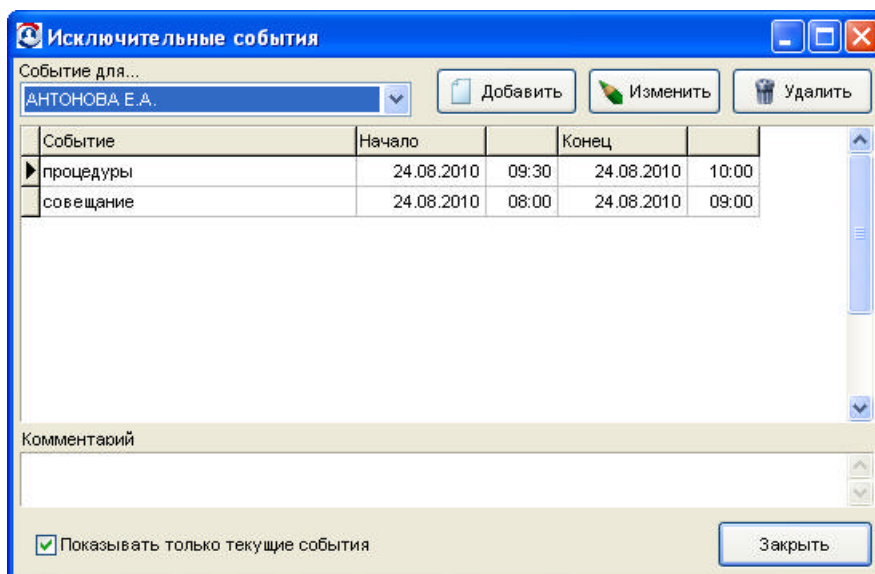 Исключительные события
Событие для...
АНТОНОВА Е.А.
Добавить
Изменить
Удалить
Событие Начало Конец
процедуры 24.08.2010 09:30 24.08.2010 10:00
совещание 24.08.2010 08:00 24.08.2010 09:00
Комментарий
Показывать только текущие события
Закрыть